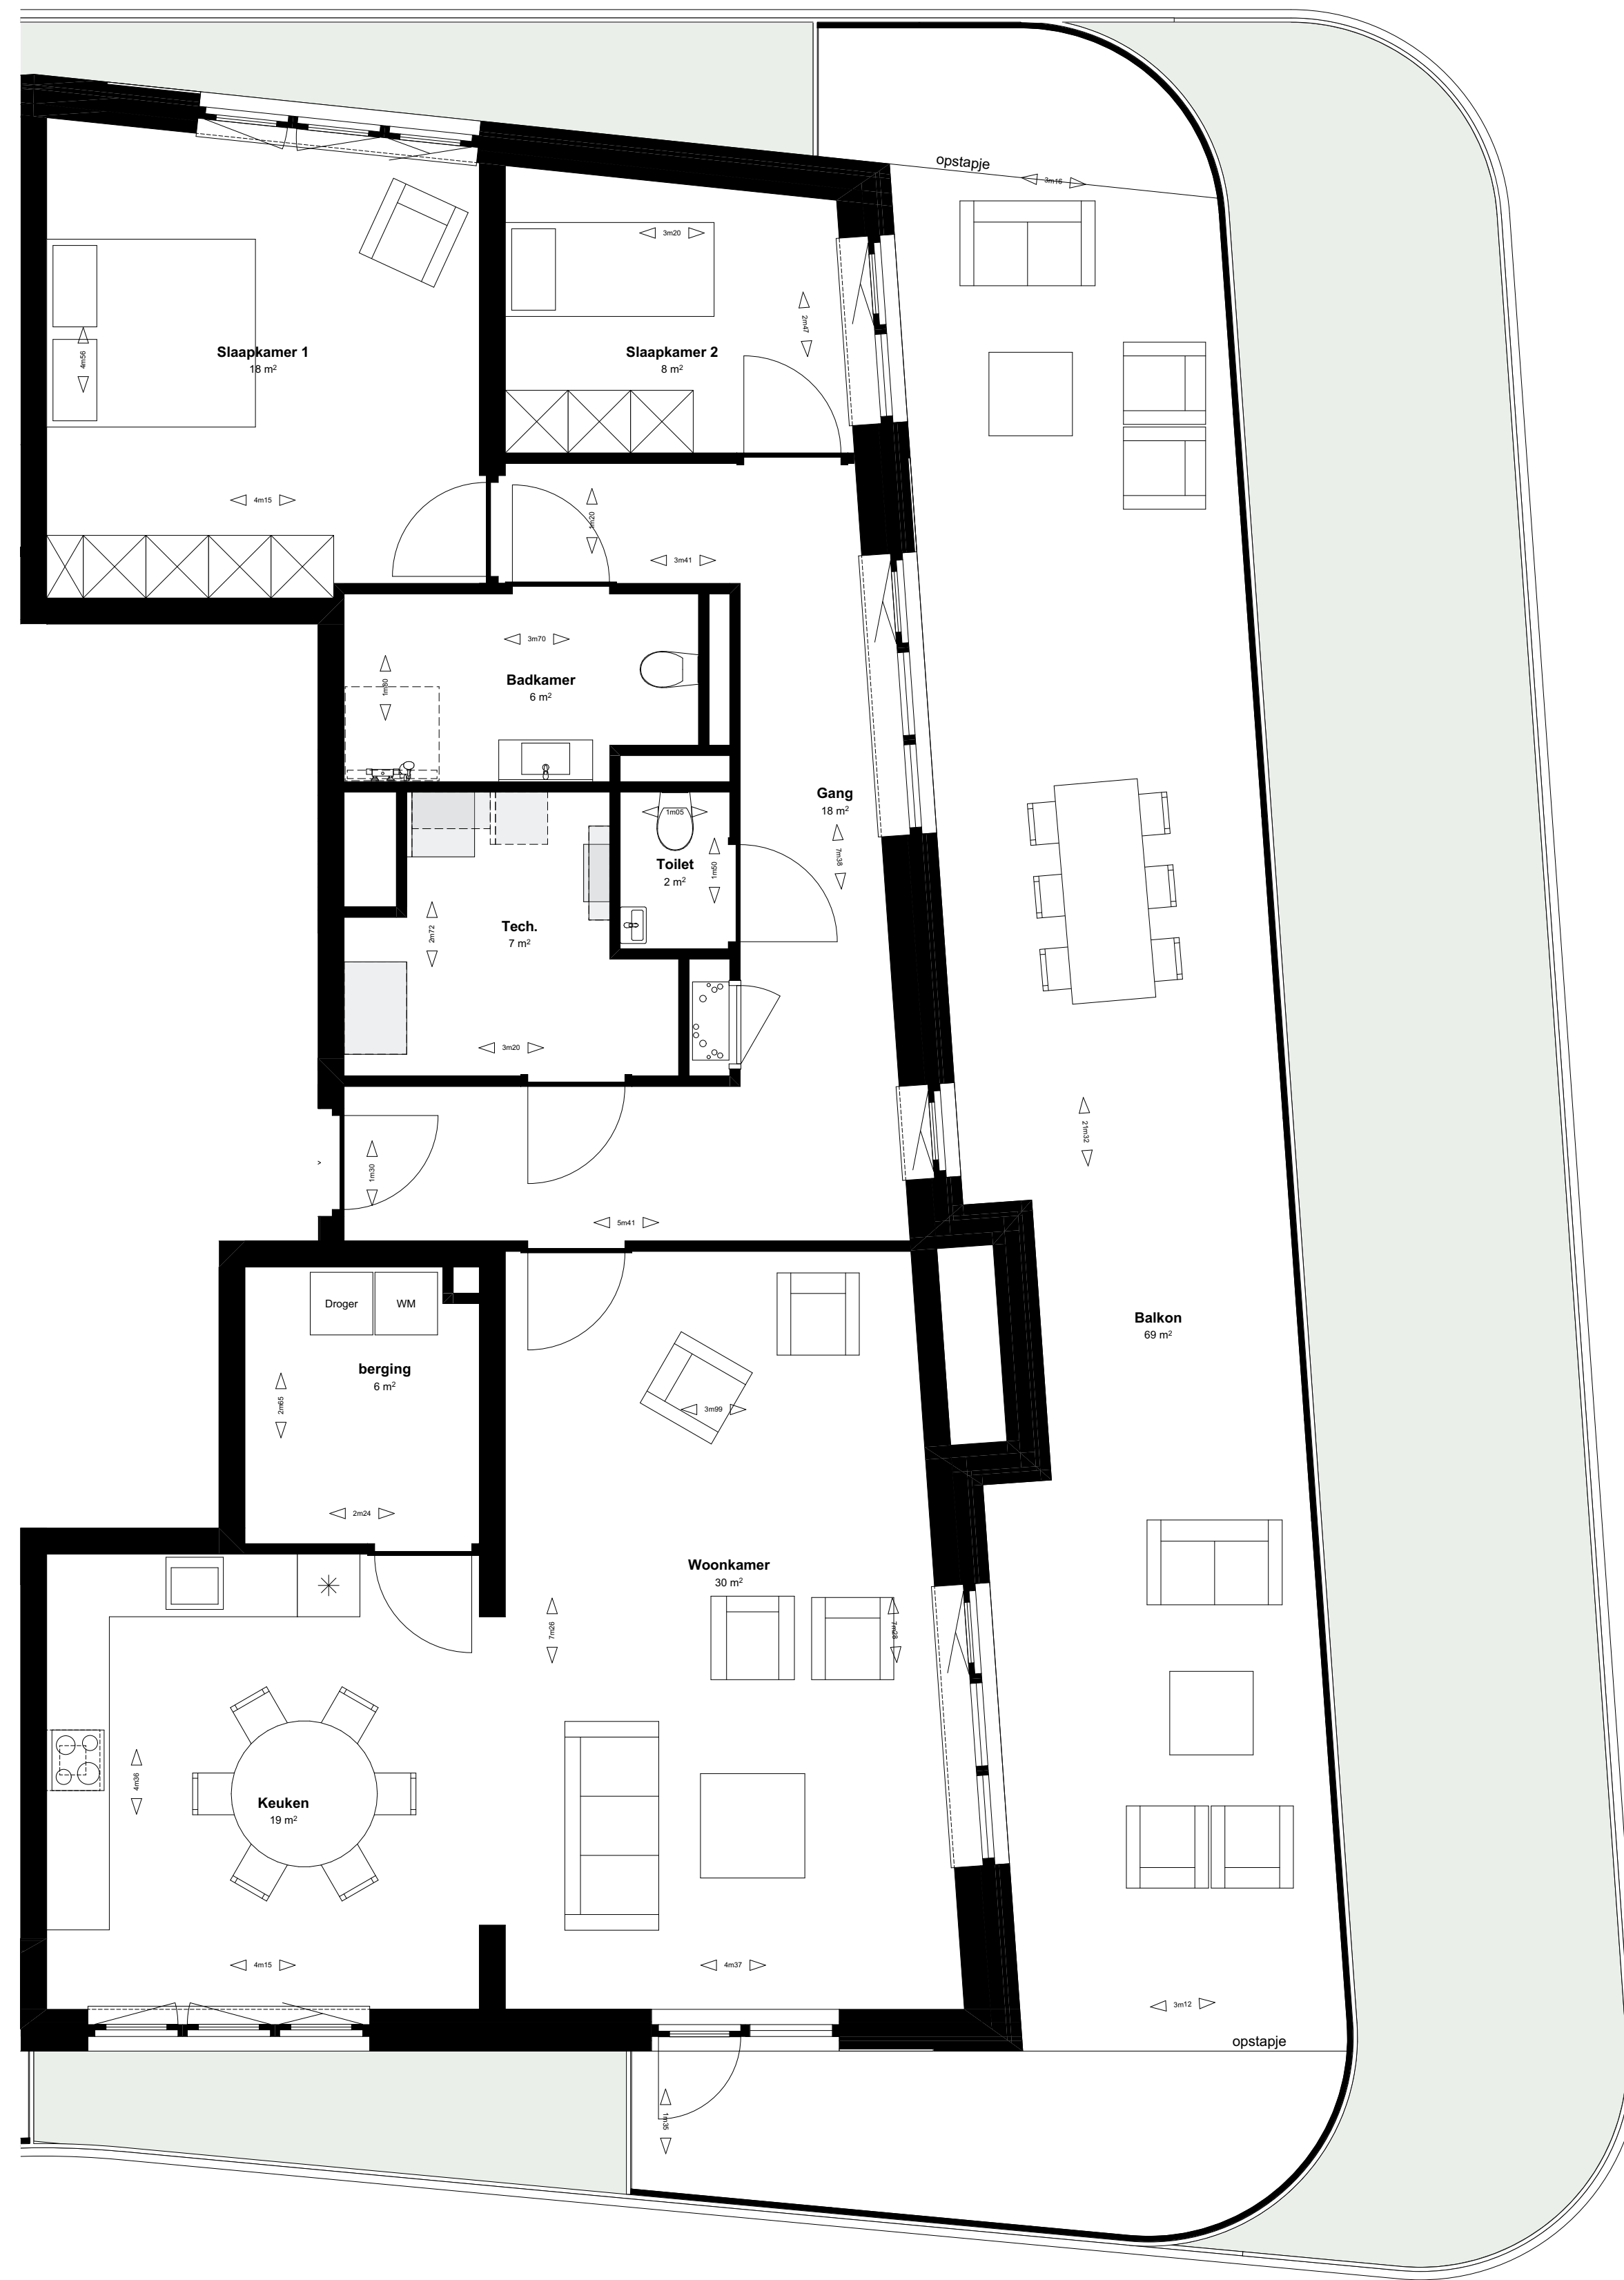 opstapje
3m16
3m20
2m47
Slaapkamer 1
18 m²
4m56
Slaapkamer 2
8 m²
4m15
1m20
3m41
3m70
Badkamer
6 m²
1m80
Gang
18 m²
7m38
1m05
Toilet
2 m²
1m50
Tech.
7 m²
2m72
3m20
21m32
>
1m30
5m41
Droger
WM
Balkon
69 m²
berging
6 m²
2m65
3m99
2m24
Woonkamer
30 m²
7m26
7m28
4m36
Keuken
19 m²
4m15
4m37
3m12
opstapje
1m35